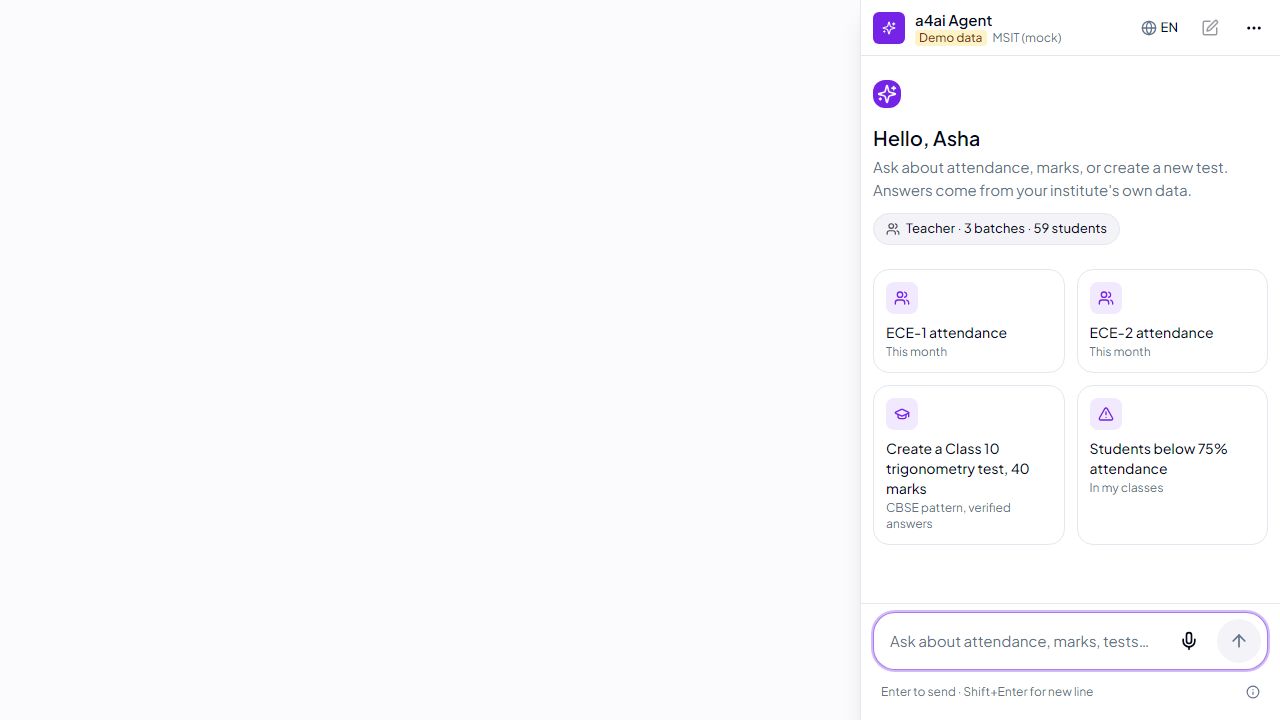 a4ai Agent
Demo data MSIT (mock)
EN
Hello, Asha
Ask about attendance, marks, or create a new test.
Answers come from your institute's own data.
Teacher · 3 batches · 59 students
ECE-1 attendance
This month
ECE-2 attendance
This month
Create a Class 10
trigonometry test, 40
marks
CBSE pattern, verified
answers
Students below 75%
attendance
In my classes
Ask about attendance, marks, tests…
Enter to send · Shift+Enter for new line